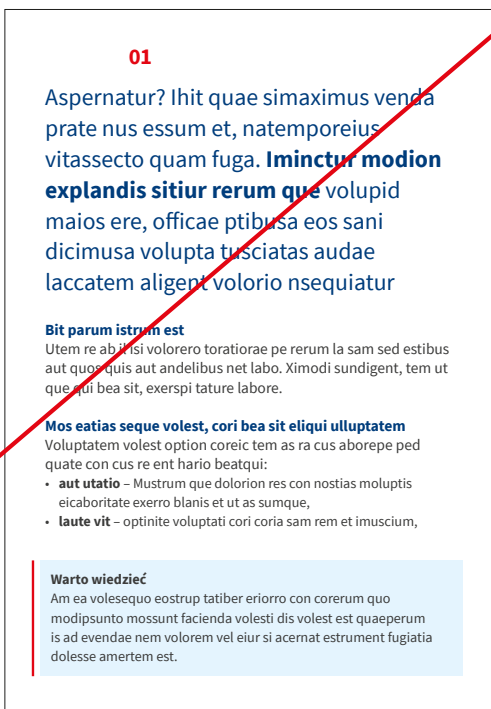 01
Aspernatur? Ihit quae simaximus venda
prate nus essum et, natemporeius
vitassecto quam fuga. Iminctur modion
explandis sitiur rerum que volupid
maios ere, officae ptibusa eos sani
dicimusa volupta tusciatas audae
laccatem aligent volorio nsequiatur
Bit parum istrum est
Utem re ab il isi volorero toratiorae pe rerum la sam sed estibus
aut quos quis aut andelibus net labo. Ximodi sundigent, tem ut
que qui bea sit, exerspi tature labore.
Mos eatias seque volest, cori bea sit eliqui ulluptatem
Voluptatem volest option coreic tem as ra cus aborepe ped
quate con cus re ent hario beatqui:
• aut utatio – Mustrum que dolorion res con nostias moluptis
eicaboritate exerro blanis et ut as sumque,
• laute vit – optinite voluptati cori coria sam rem et imuscium,
Warto wiedzieć
Am ea volesequo eostrup tatiber eriorro con corerum quo
modipsunto mossunt facienda volesti dis volest est quaeperum
is ad evendae nem volorem vel eiur si acernat estrument fugiatia
dolesse amertem est.